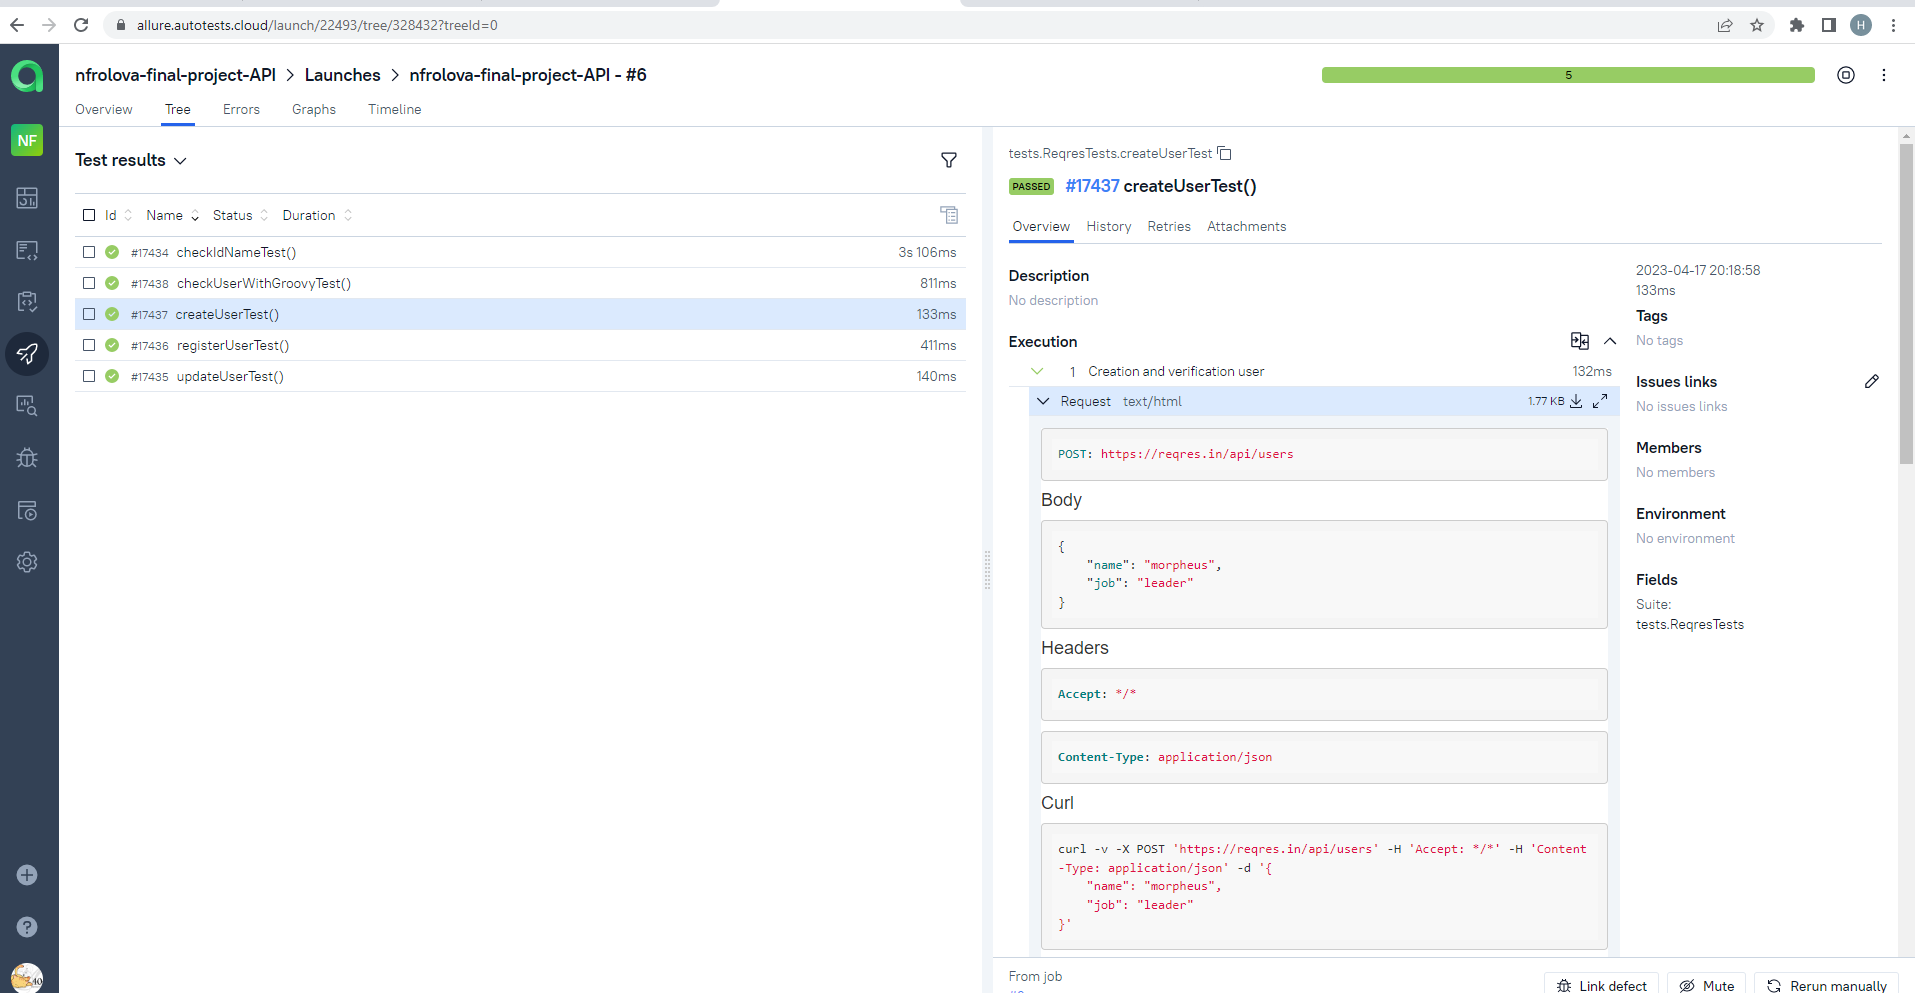 allure.autotests.cloud/launch/22493/tree/328432?treeId=0
H
nfrolova-final-project-API > Launches > nfrolova-final-project-API - #6
5
Overview Tree Errors Graphs Timeline
NF
Test results
Id Name Status Duration
#17434 checkIdNameTest() 3s 106ms
#17438 checkUserWithGroovyTest() 811ms
#17437 createUserTest() 133ms
#17436 registerUserTest() 411ms
#17435 updateUserTest() 140ms
tests.ReqresTests.createUserTest
PASSED #17437 createUserTest()
Overview History Retries Attachments
Description
No description
Execution
1 Creation and verification user 132ms
Request text/html 1.77 KB
POST: https://reqres.in/api/users
Body
{
"name": "morpheus",
"job": "leader"
}
Headers
Accept: */*
Content-Type: application/json
Curl
curl -v -X POST 'https://reqres.in/api/users' -H 'Accept: */*' -H 'Content
-Type: application/json' -d '{
"name": "morpheus",
"job": "leader"
}'
2023-04-17 20:18:58
133ms
Tags
No tags
Issues links
No issues links
Members
No members
Environment
No environment
Fields
Suite:
tests.ReqresTests
From job
Link defect Mute Rerun manually